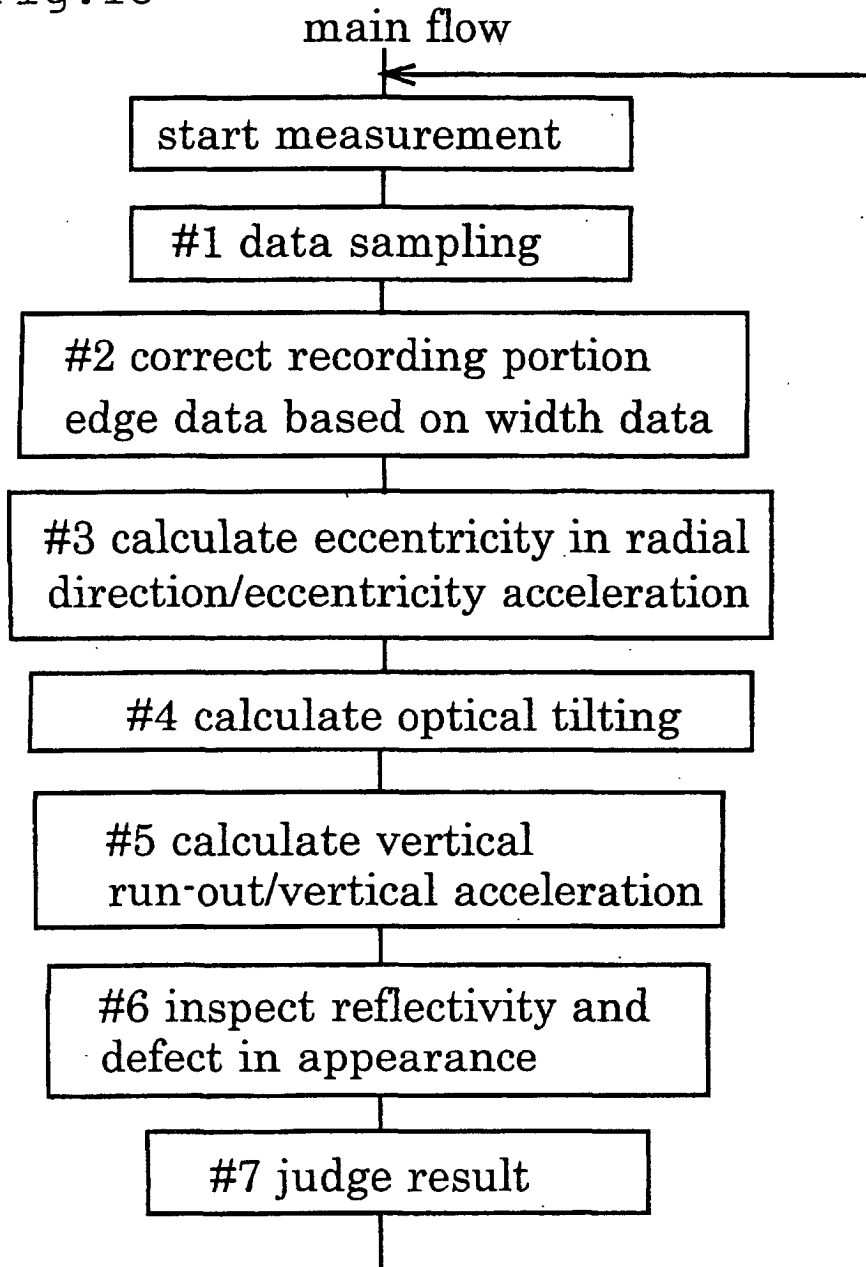 main flow
start measurement
#1 data sampling
#2 correct recording portion
edge data based on width data
#3 calculate eccentricity in radial
direction/eccentricity acceleration
#4 calculate optical tilting
#5 calculate vertical
run-out/vertical acceleration
#6 inspect reflectivity and
defect in appearance
#7 judge result